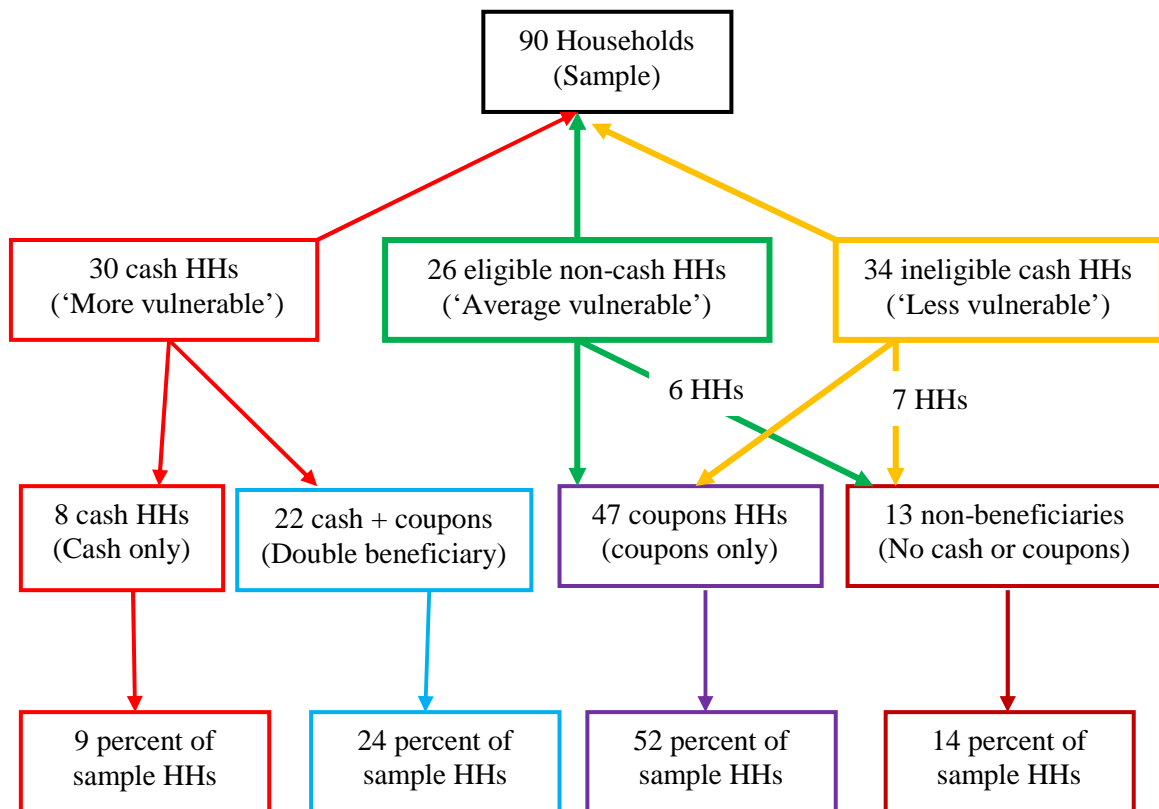 90 Households
(Sample)
30 cash HHs
(‘More vulnerable’)
26 eligible non-cash HHs
(‘Average vulnerable’)
34 ineligible cash HHs
(‘Less vulnerable’)
6 HHs
7 HHs
8 cash HHs
(Cash only)
22 cash + coupons
(Double beneficiary)
47 coupons HHs
(coupons only)
13 non-beneficiaries
(No cash or coupons)
9 percent of
sample HHs
24 percent of
sample HHs
52 percent of
sample HHs
14 percent of
sample HHs